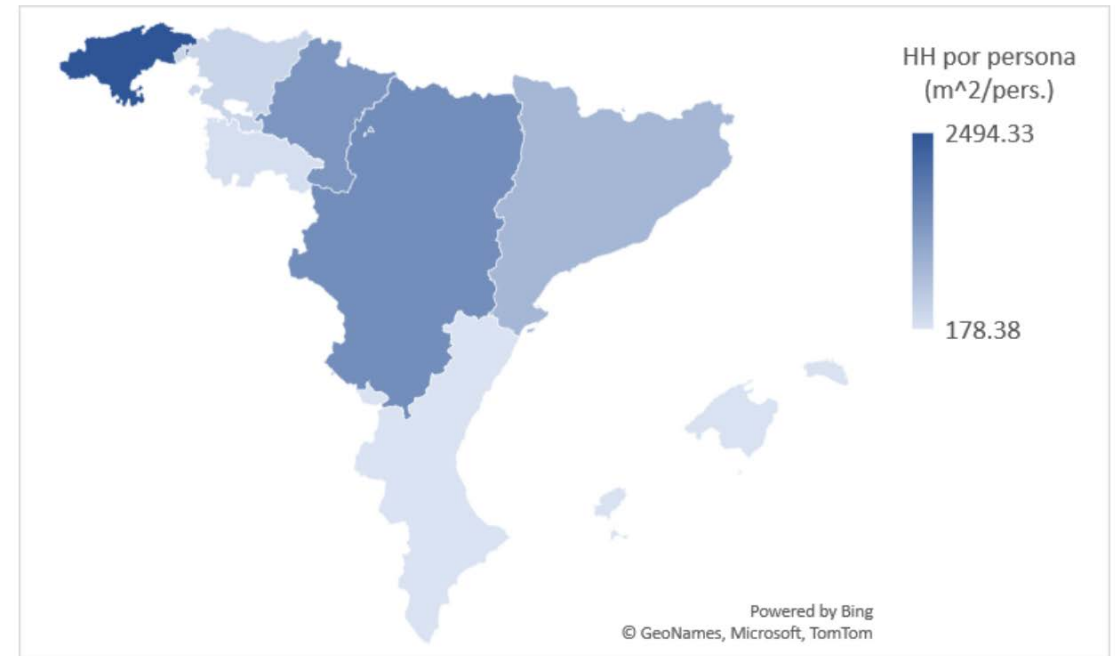 HH por persona
(m^2/pers.)
2494.33
178.38
Powered by Bing
© GeoNames, Microsoft, TomTom